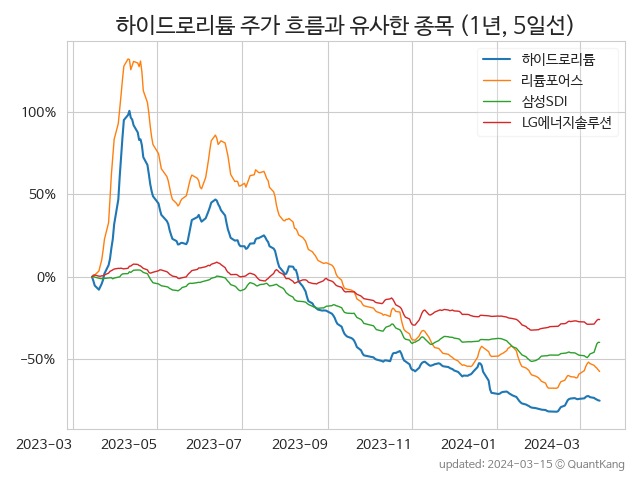 하이드로리튬 주가 흐름과 유사한 종목 (1년, 5일선)
하이드로리튬
리튬포어스
삼성SDI
LG에너지솔루션
100%
50%
0%
−50%
2023-03 2023-05 2023-07 2023-09 2023-11 2024-01 2024-03
updated: 2024-03-15 © QuantKang